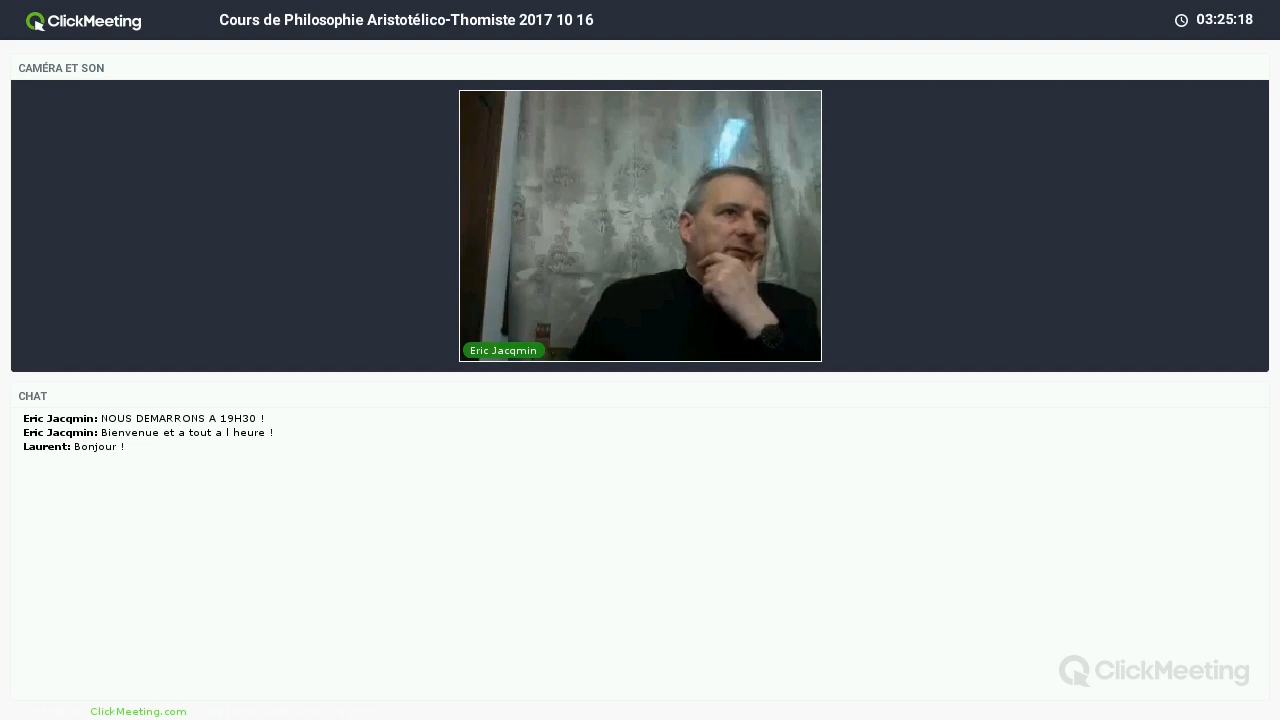 ClickMeeting
Cours de Philosophie Aristotélico-Thomiste 2017 10 16
03:25:18
CAMÉRA ET SON
Eric Jacqmin
CHAT
Eric Jacqmin: NOUS DEMARRONS A 19H30 !
Eric Jacqmin: Bienvenue et a tout a l heure !
Laurent: Bonjour !
ClickMeeting
ClickMeeting.com